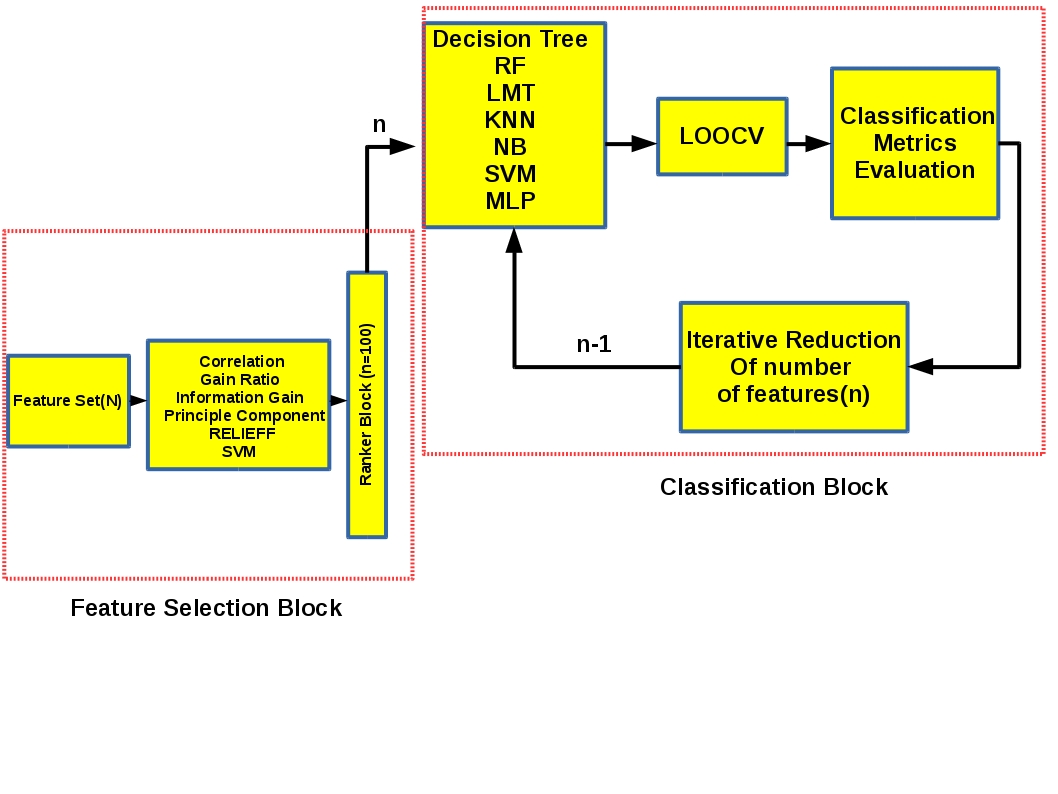 Feature Set(N)
Correlation
Gain Ratio
Information Gain
Principle Component
RELIEFF
SVM
Ranker Block (n=100)
Feature Selection Block
n
Decision Tree
RF
LMT
KNN
NB
SVM
MLP
LOOCV
Classification
Metrics
Evaluation
Iterative Reduction
Of number
of features(n)
n-1
Classification Block